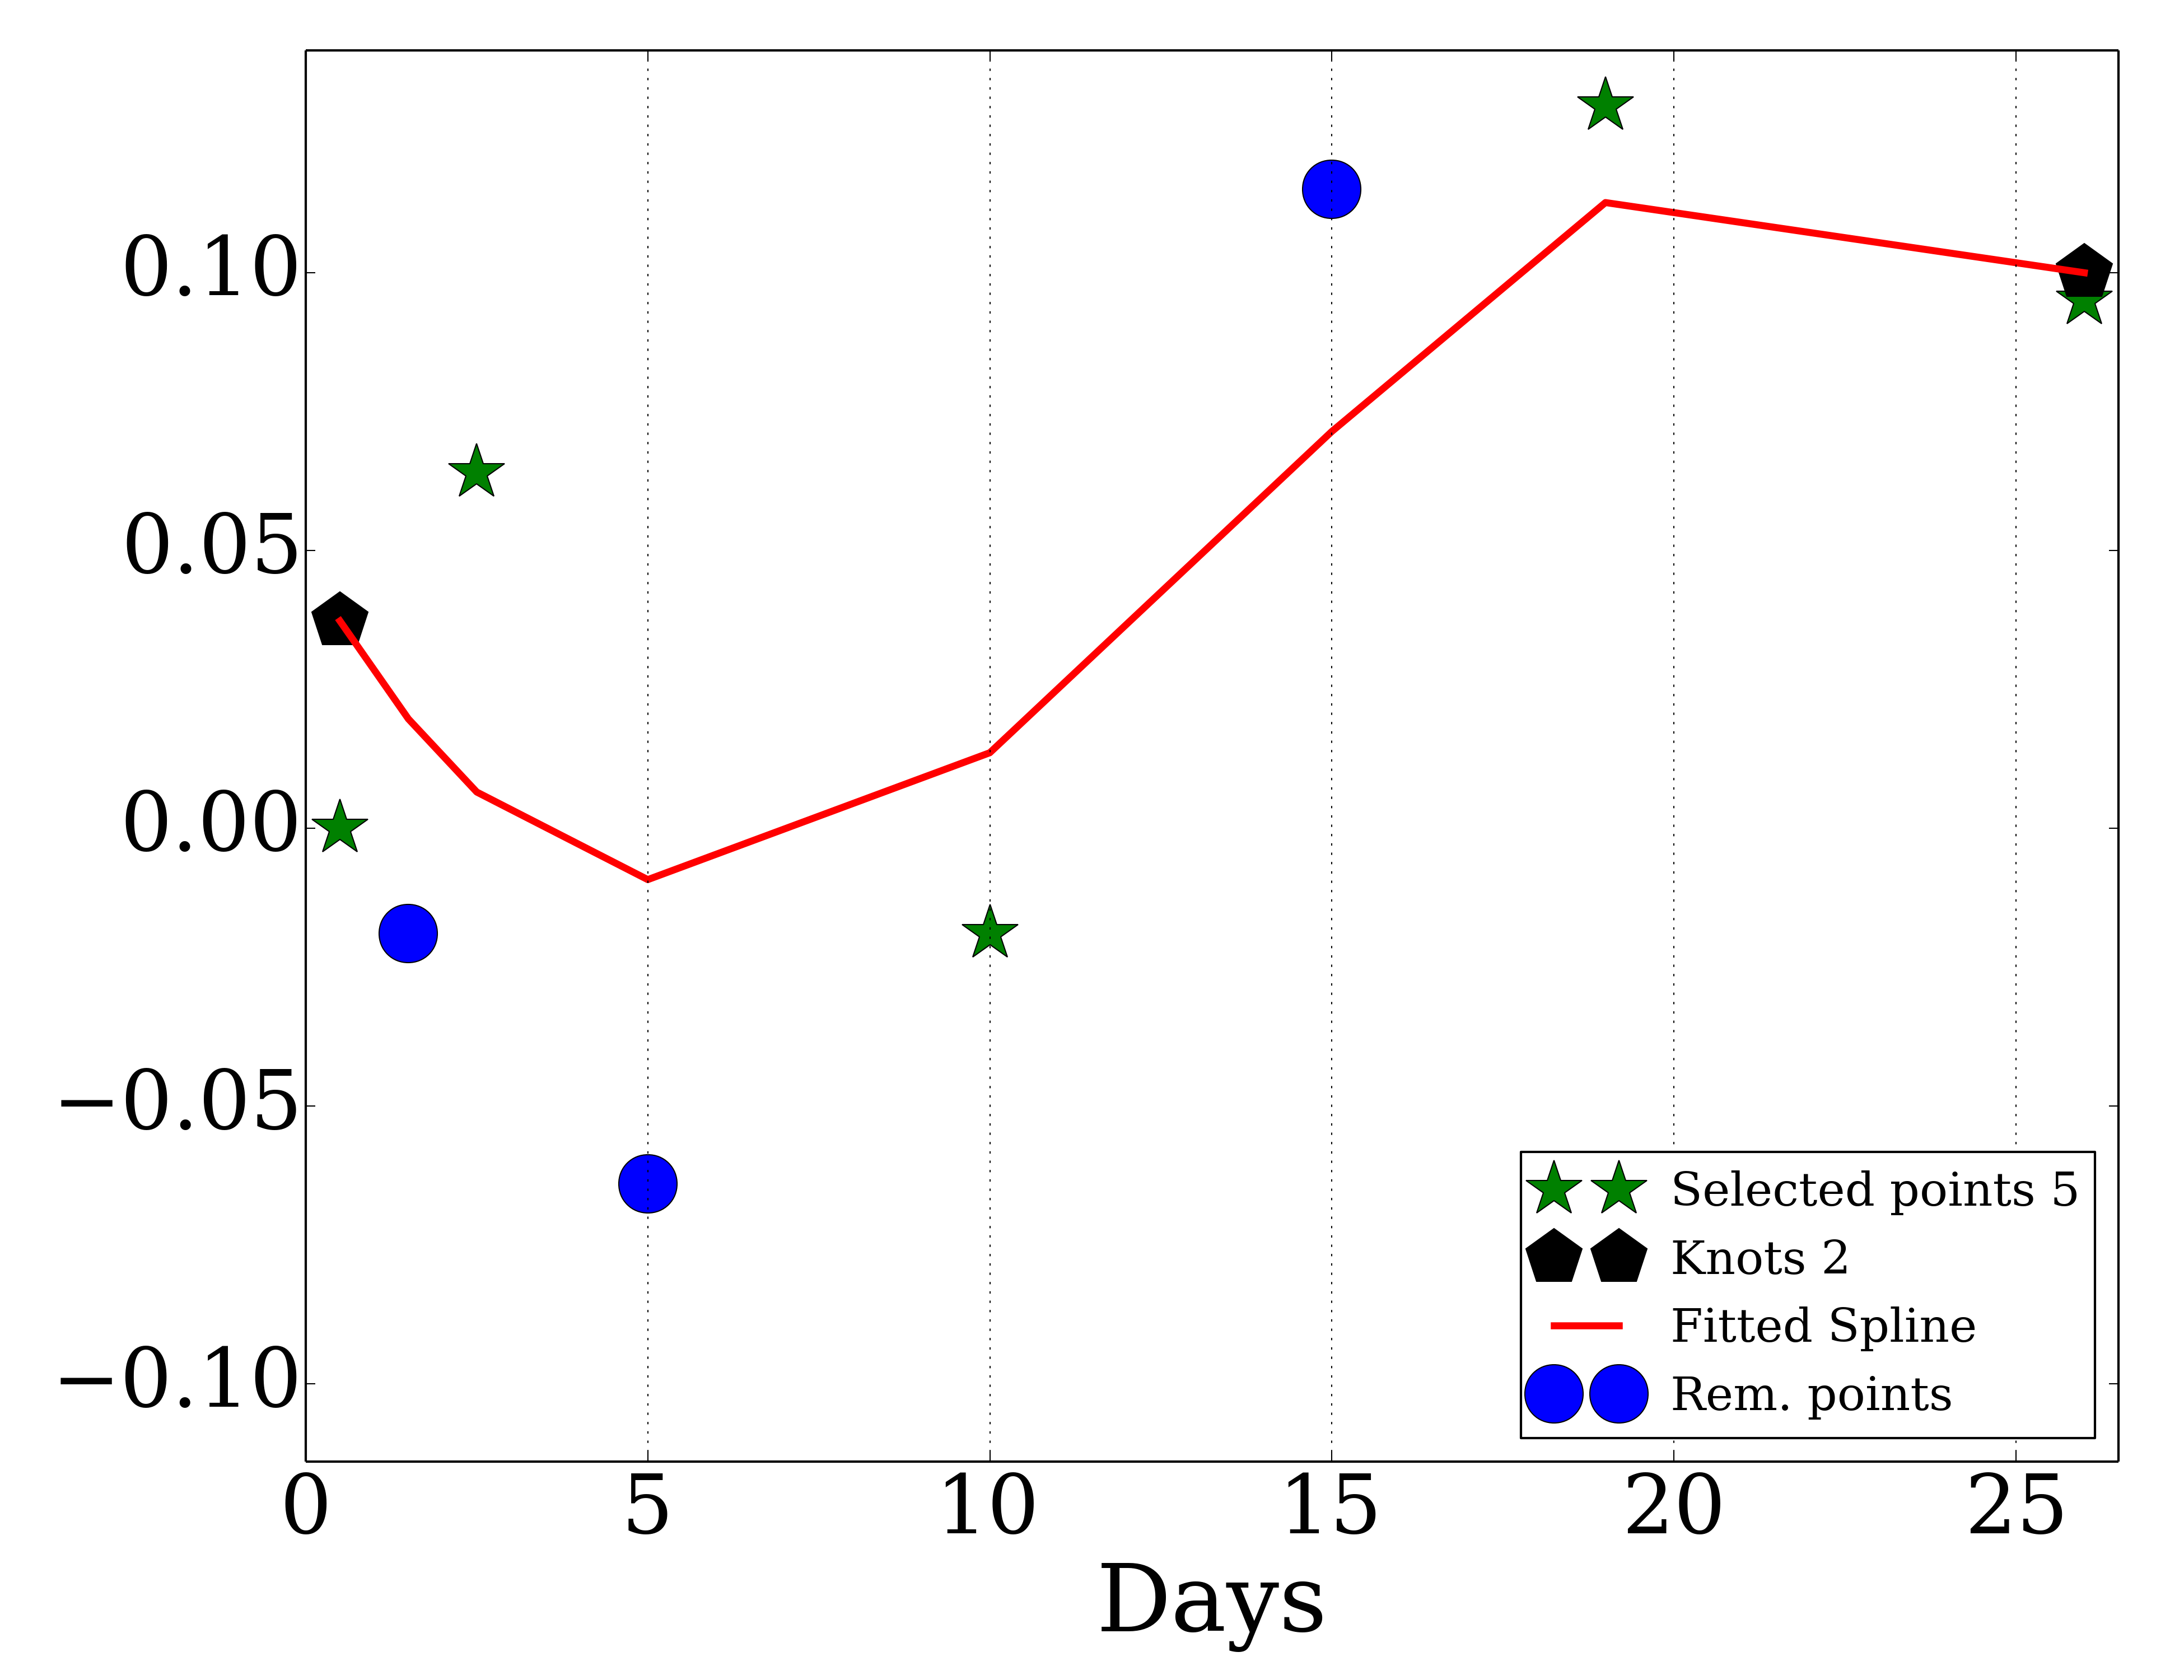 0.10
0.05
0.00
−0.05
−0.10
0
5
10
15
20
25
Days
Selected points 5
Knots 2
Fitted Spline
Rem. points